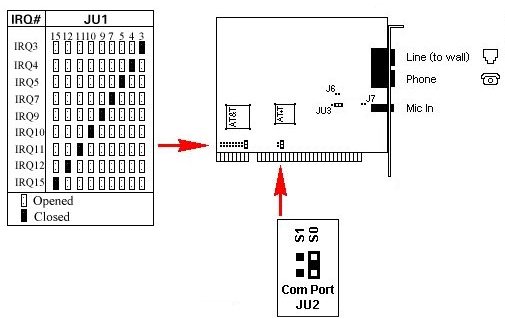 IRQ# JU1
15 12 11 10 9 7 5 4 3
IRQ3
IRQ4
IRQ5
IRQ7
IRQ9
IRQ10
IRQ11
IRQ12
IRQ15
Opened
Closed
AT&T
AT&T
J6
JU3
J7
Line (to wall)
Phone
Mic In
S1
S0
Com Port
JU2